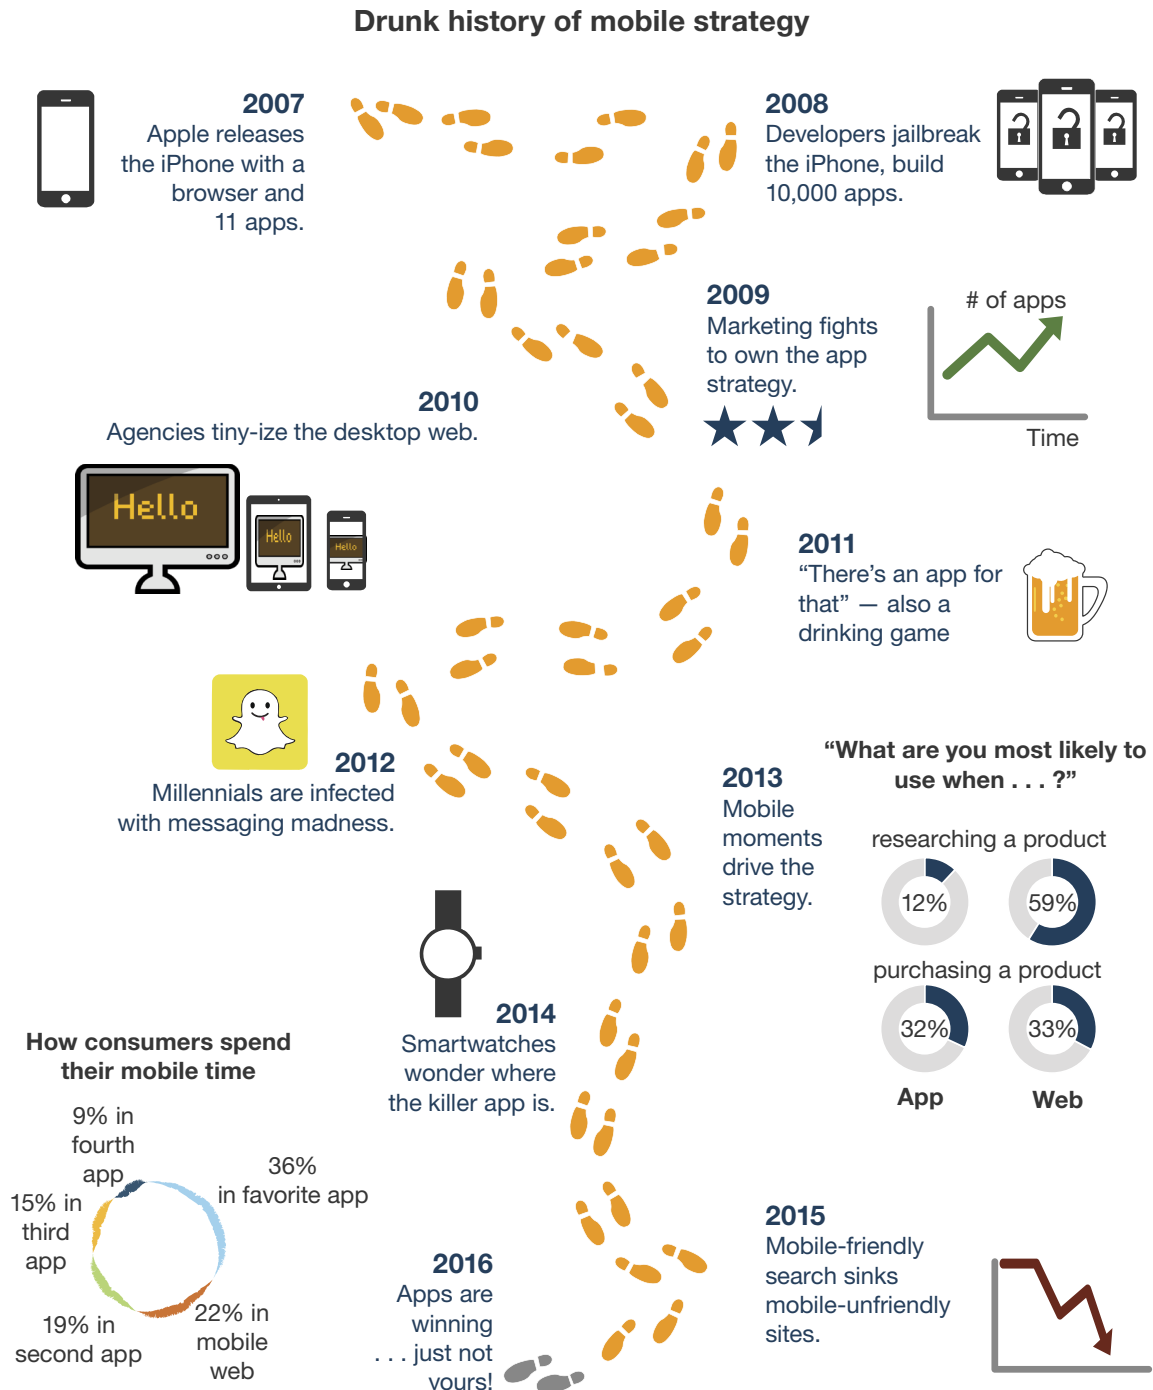 Drunk history of mobile strategy
2007
Apple releases
the iPhone with a
browser and
11 apps.
2008
Developers jailbreak
the iPhone, build
10,000 apps.
2009
Marketing fights
to own the app
strategy.
# of apps
Time
2010
Agencies tiny-ize the desktop web.
Hello
Hello
Hello
2011
“There’s an app for
that” — also a
drinking game
2012
Millennials are infected
with messaging madness.
2013
Mobile
moments
drive the
strategy.
“What are you most likely to
use when . . . ?”
researching a product
12%
59%
purchasing a product
32%
33%
App
Web
2014
Smartwatches
wonder where
the killer app is.
How consumers spend
their mobile time
9% in
fourth
app
36%
in favorite app
15% in
third
app
19% in
second app
22% in
mobile
web
2015
Mobile-friendly
search sinks
mobile-unfriendly
sites.
2016
Apps are
winning
. . . just not
yours!